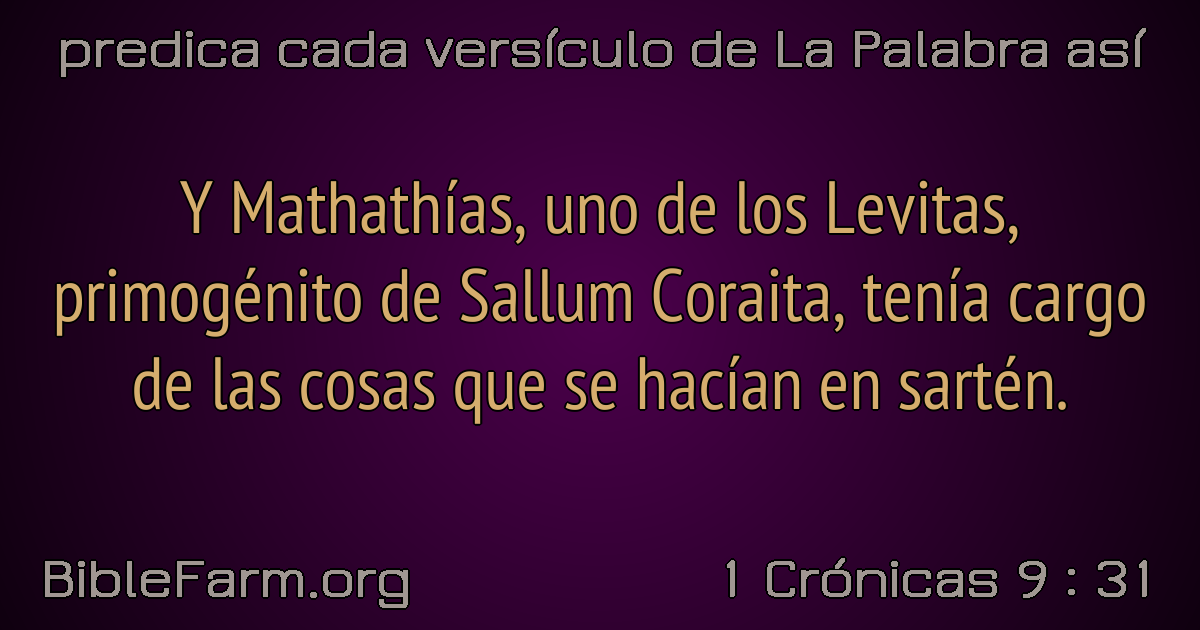 predica cada versículo de La Palabra así
Y Mathathías, uno de los Levitas,
primogénito de Sallum Coraita, tenía cargo
de las cosas que se hacían en sartén.
BibleFarm.org
1 Crónicas 9 : 31